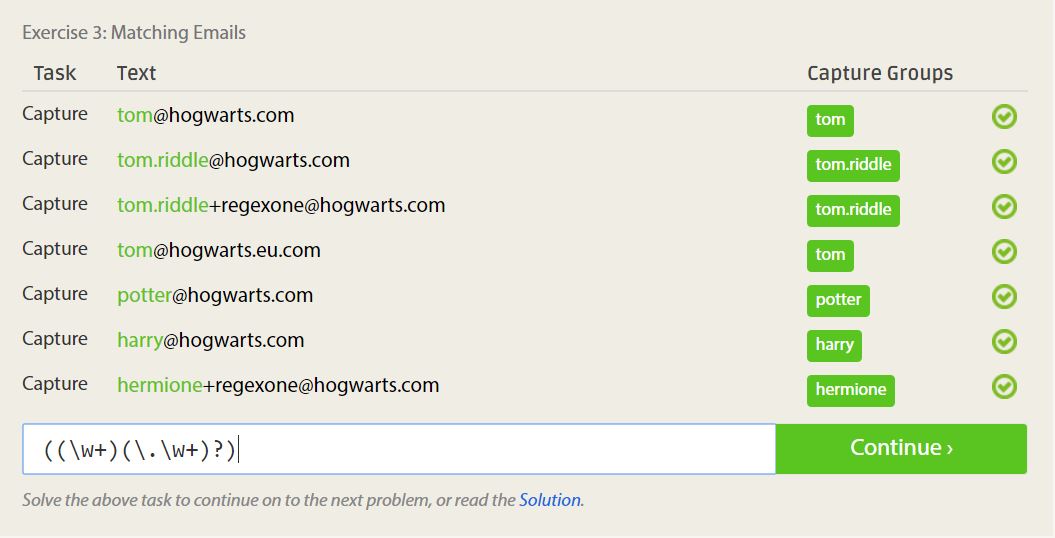 Exercise 3: Matching Emails
Task Text Capture Groups
Capture tom@hogwarts.com tom
Capture tom.riddle@hogwarts.com tom.riddle
Capture tom.riddle+regexone@hogwarts.com tom.riddle
Capture tom@hogwarts.eu.com tom
Capture potter@hogwarts.com potter
Capture harry@hogwarts.com harry
Capture hermione+regexone@hogwarts.com hermione
((\w+)(\.\w+)?) Continue ›
Solve the above task to continue on to the next problem, or read the Solution.